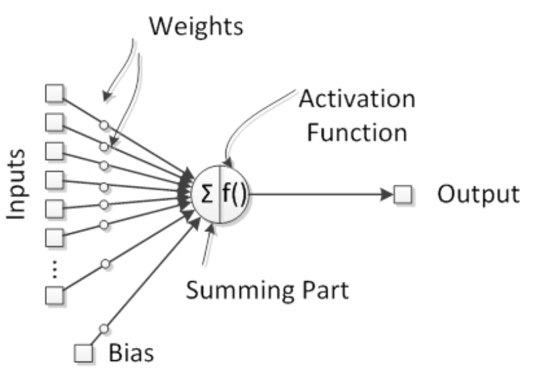 Weights
Activation
Function
Inputs
Σ f()
Output
...
Summing Part
Bias